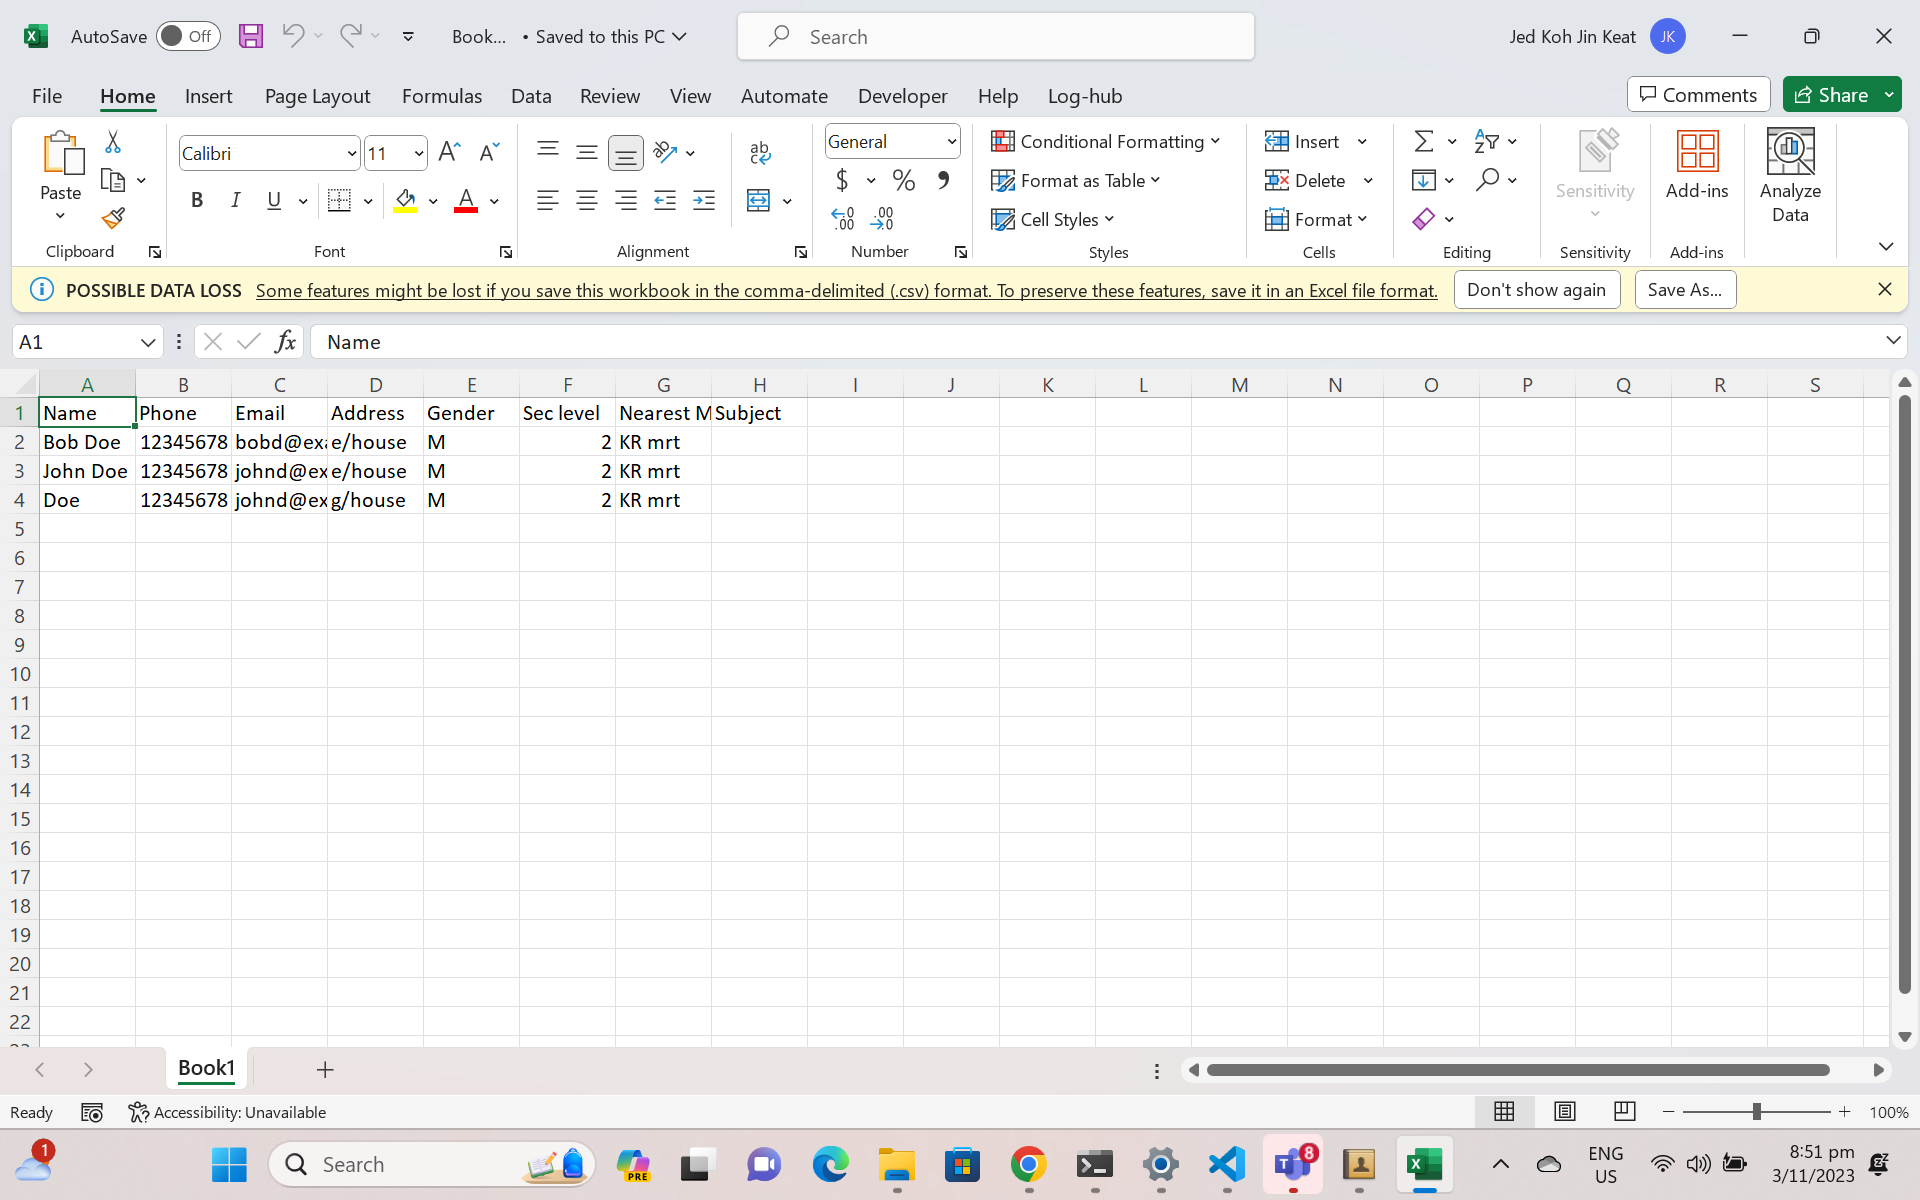 AutoSave Off Book... • Saved to this PC Search Jed Koh Jin Keat JK
File Home Insert Page Layout Formulas Data Review View Automate Developer Help Log-hub Comments Share
Paste
Clipboard
Calibri 11
B I U A
Font
ab
Alignment
General
$ % ,
Number
Conditional Formatting
Format as Table
Cell Styles
Styles
Insert
Delete
Format
Cells
Editing
Sensitivity
Sensitivity
Add-ins
Add-ins
Analyze
Data
POSSIBLE DATA LOSS Some features might be lost if you save this workbook in the comma-delimited (.csv) format. To preserve these features, save it in an Excel file format. Don't show again Save As...
A1 fx Name
A B C D E F G H I J K L M N O P Q R S
1 Name Phone Email Address Gender Sec level Nearest M Subject
2 Bob Doe 12345678 bobd@exa e/house M 2 KR mrt
3 John Doe 12345678 johnd@ex e/house M 2 KR mrt
4 Doe 12345678 johnd@ex g/house M 2 KR mrt
5
6
7
8
9
10
11
12
13
14
15
16
17
18
19
20
21
22
Book1
Ready Accessibility: Unavailable 100%
1 Search PRE 8 ENG
US
8:51 pm
3/11/2023